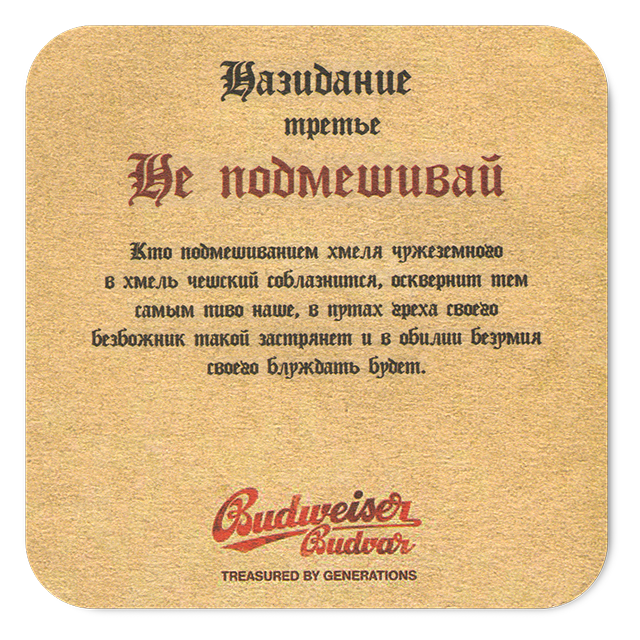 Назидание
третье
Не подмешивай
Кто подмешиванием хмеля чужеземного
в хмель чешский соблазнится, осквернит тем
самым пиво наше, в путах греха своего
безбожник такой застрянет и в обилии безумия
своего блуждать будет.
Budweiser
Budvar
TREASURED BY GENERATIONS